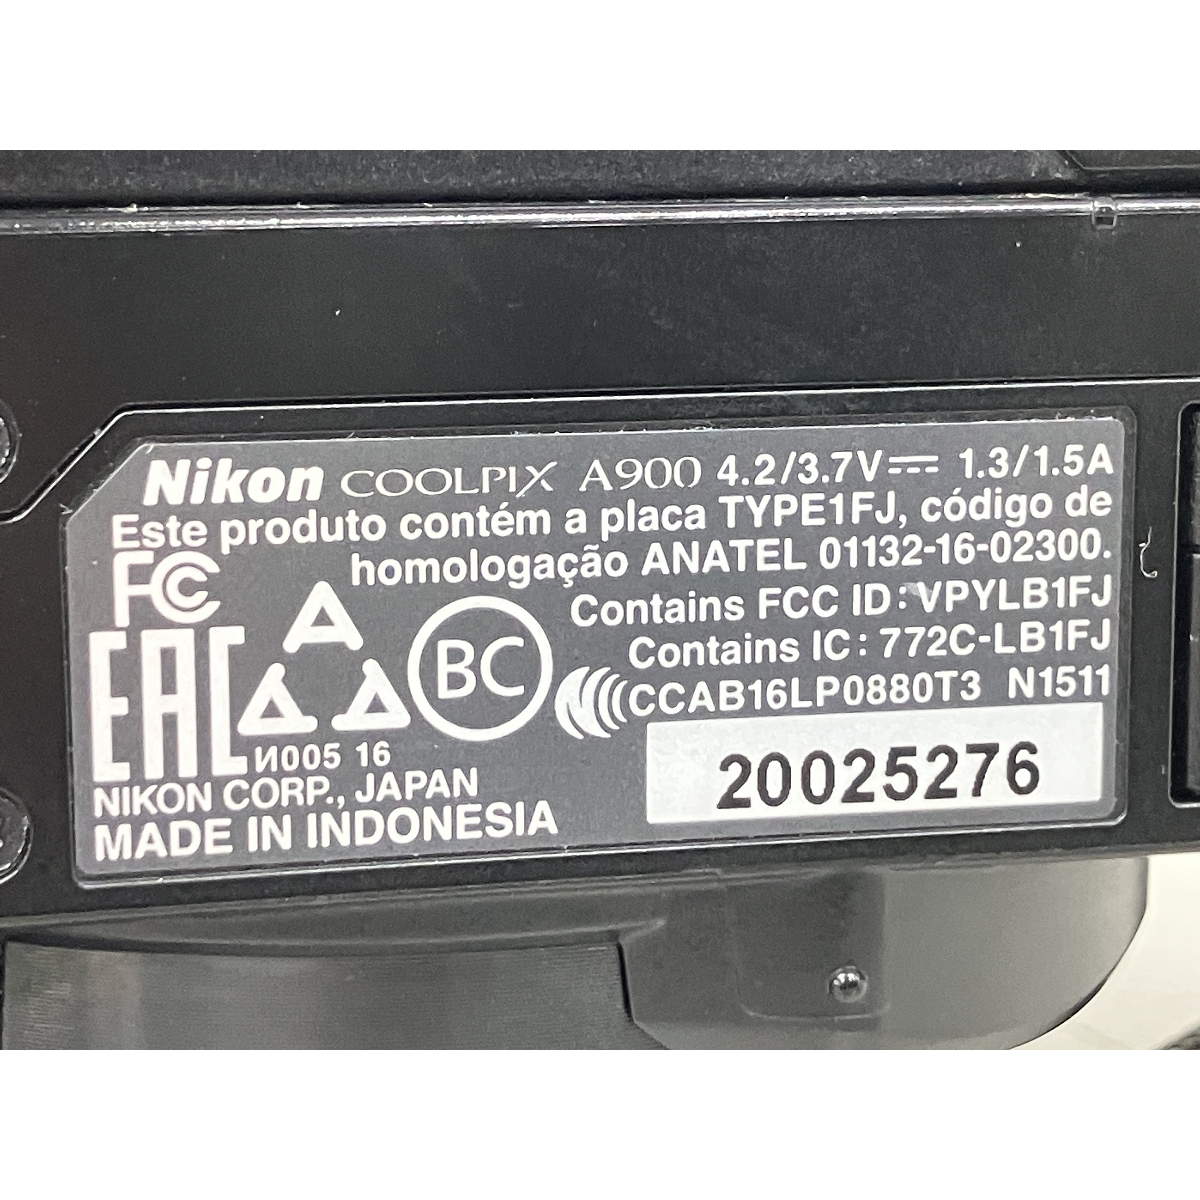 Nikon COOLPIX A900 4.2/3.7V⎓ 1.3/1.5A
Este produto contém a placa TYPE1FJ, código de
homologação ANATEL 01132-16-02300.
FC
Contains FCC ID:VPYLB1FJ
Contains IC: 772C-LB1FJ
EAC
BC
CCAB16LP0880T3 N1511
И005 16
NIKON CORP., JAPAN
MADE IN INDONESIA
20025276